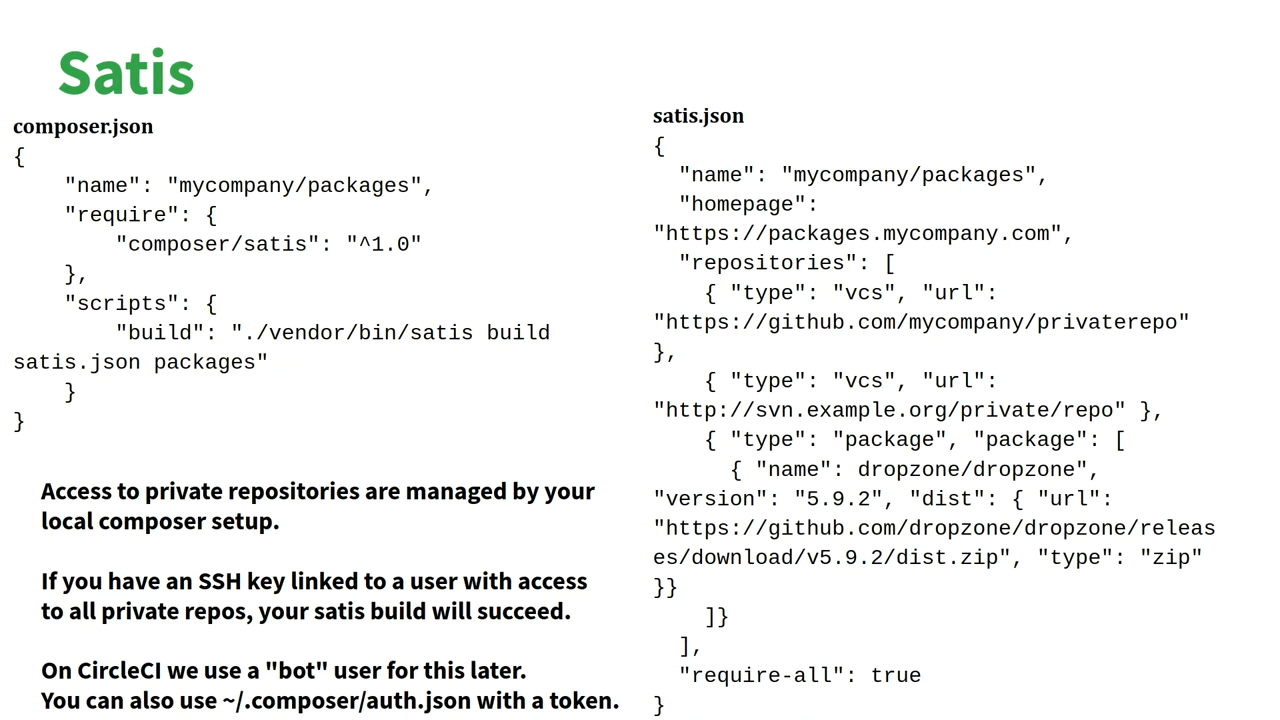 Satis
composer.json
{
    "name": "mycompany/packages",
    "require": {
        "composer/satis": "^1.0"
    },
    "scripts": {
        "build": "./vendor/bin/satis build
satis.json packages"
    }
}
Access to private repositories are managed by your
local composer setup.
If you have an SSH key linked to a user with access
to all private repos, your satis build will succeed.
On CircleCI we use a "bot" user for this later.
You can also use ~/.composer/auth.json with a token.
satis.json
{
  "name": "mycompany/packages",
  "homepage":
"https://packages.mycompany.com",
  "repositories": [
    { "type": "vcs", "url":
"https://github.com/mycompany/privaterepo"
},
    { "type": "vcs", "url":
"http://svn.example.org/private/repo" },
    { "type": "package", "package": [
      { "name": dropzone/dropzone",
"version": "5.9.2", "dist": { "url":
"https://github.com/dropzone/dropzone/releas
es/download/v5.9.2/dist.zip", "type": "zip"
}}
    ]}
  ],
  "require-all": true
}